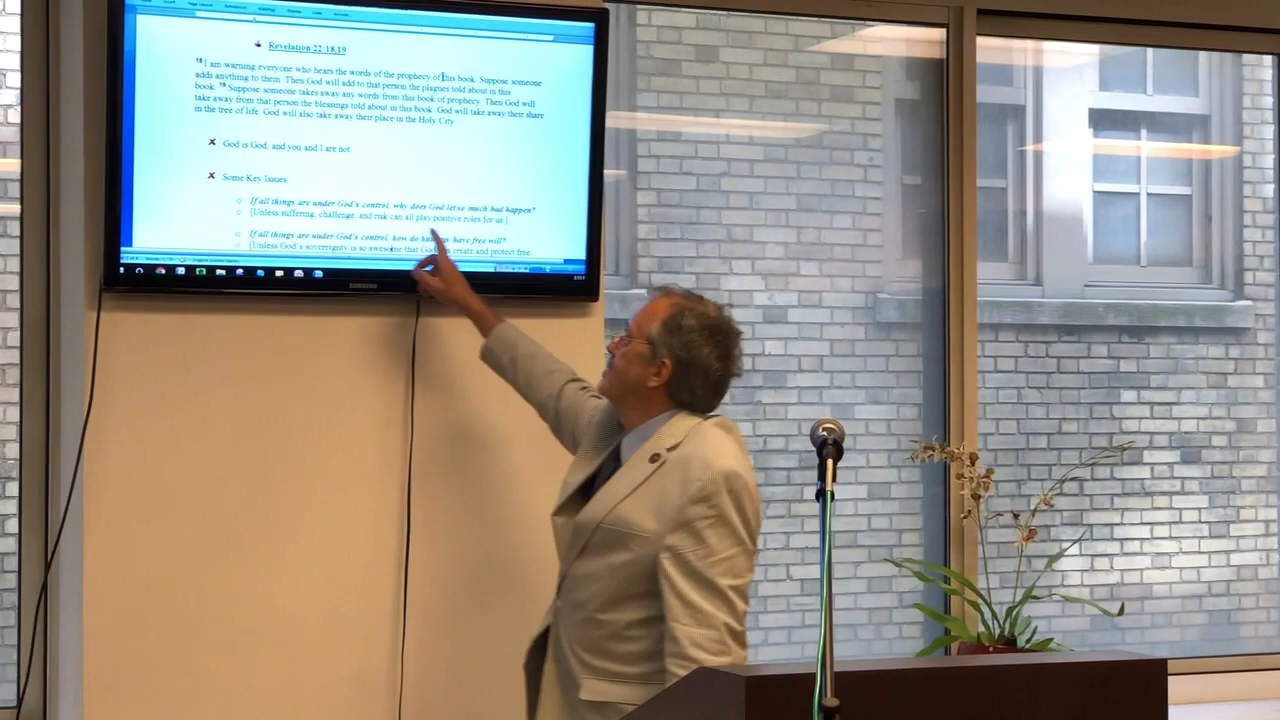 Revelation 22:18,19
18 I am warning everyone who hears the words of the prophecy of this book. Suppose someone
adds anything to them. Then God will add to that person the plagues told about in this
book. 19 Suppose someone takes away any words from this book of prophecy. Then God will
take away from that person the blessings told about in this book. God will take away their share
in the tree of life. God will also take away their place in the Holy City.
God is God, and you and I are not.
Some Key Issues
If all things are under God's control, why does God let so much bad happen?
[Unless suffering, challenge, and risk can all play positive roles for us.]
If all things are under God's control, how do have free will?
[Unless God's sovereignty is so awesome that God create and protect free
SAMSUNG